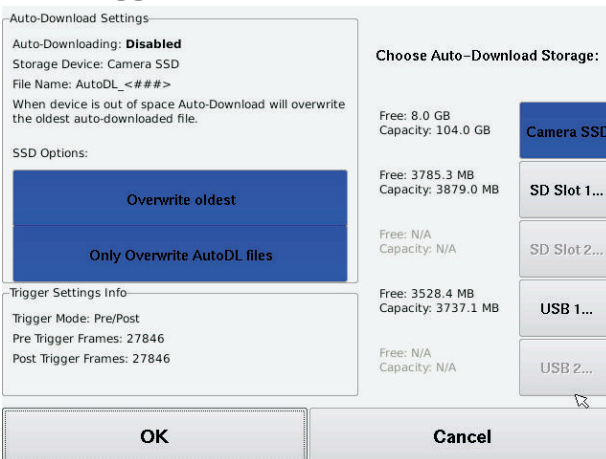 Auto-Download Settings
Auto-Downloading: Disabled
Storage Device: Camera SSD
File Name: AutoDL_<###>
When device is out of space Auto-Download will overwrite
the oldest auto-downloaded file.
SSD Options:
Overwrite oldest
Only Overwrite AutoDL files
Trigger Settings Info
Trigger Mode: Pre/Post
Pre Trigger Frames: 27846
Post Trigger Frames: 27846
Choose Auto-Download Storage:
Free: 8.0 GB
Capacity: 104.0 GB
Camera SSD
Free: 3785.3 MB
Capacity: 3879.0 MB
SD Slot 1...
Free: N/A
Capacity: N/A
SD Slot 2...
Free: 3528.4 MB
Capacity: 3737.1 MB
USB 1...
Free: N/A
Capacity: N/A
USB 2...
OK
Cancel